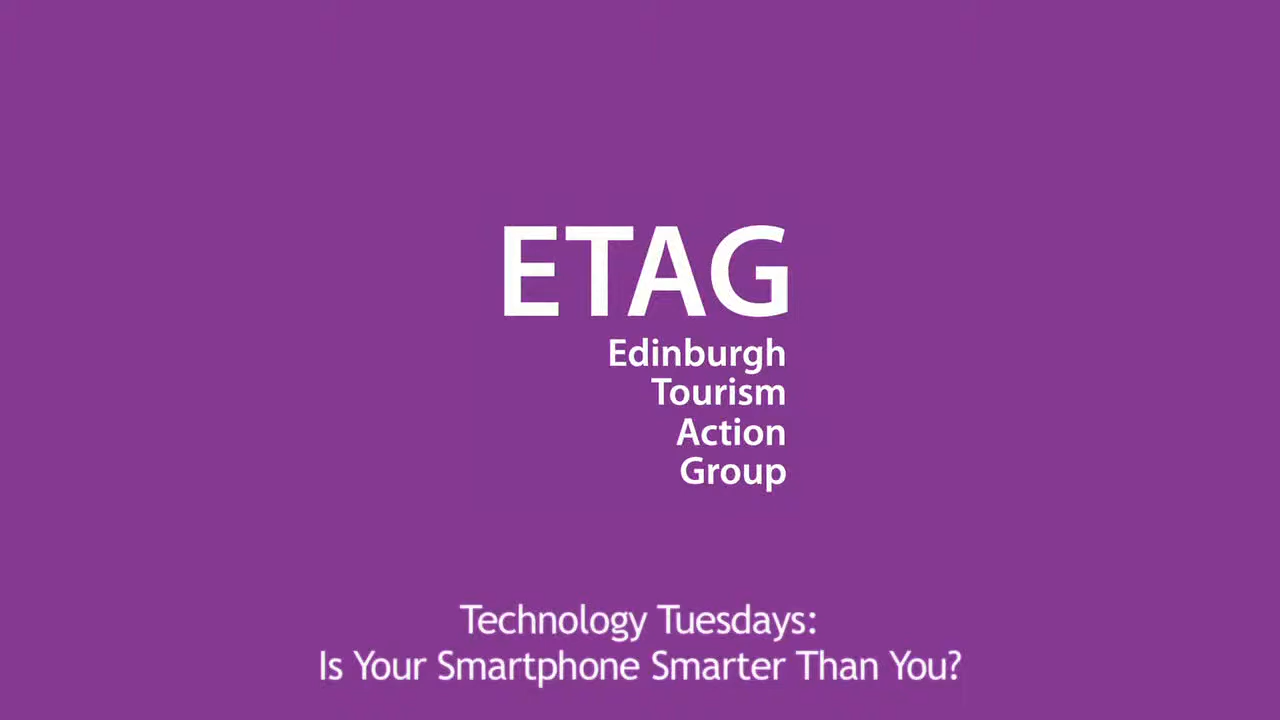 ETAG
Edinburgh
Tourism
Action
Group
Technology Tuesdays:
Is Your Smartphone Smarter Than You?